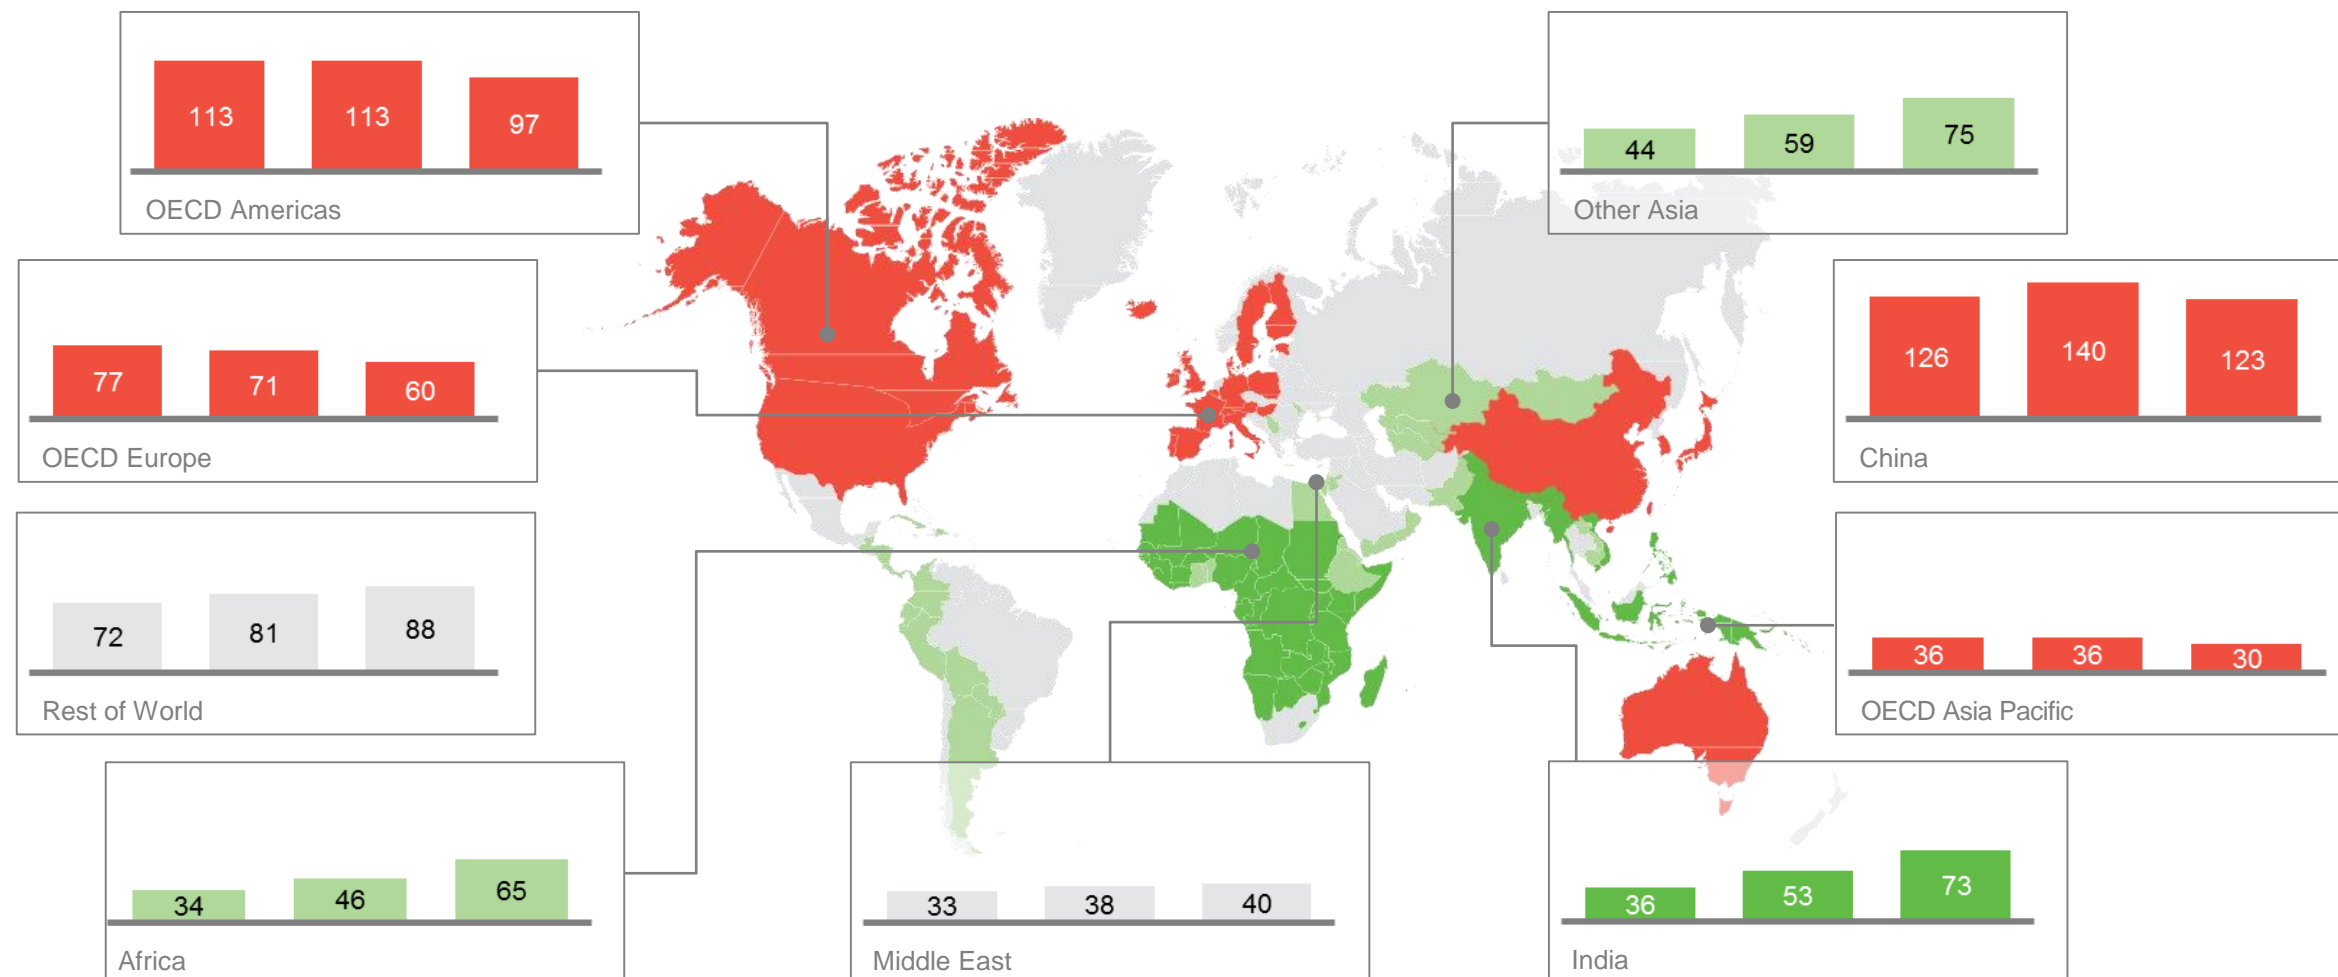 113 113 97
OECD Americas
44 59 75
Other Asia
77 71 60
OECD Europe
126 140 123
China
72 81 88
Rest of World
36 36 30
OECD Asia Pacific
34 46 65
Africa
33 38 40
Middle East
36 53 73
India